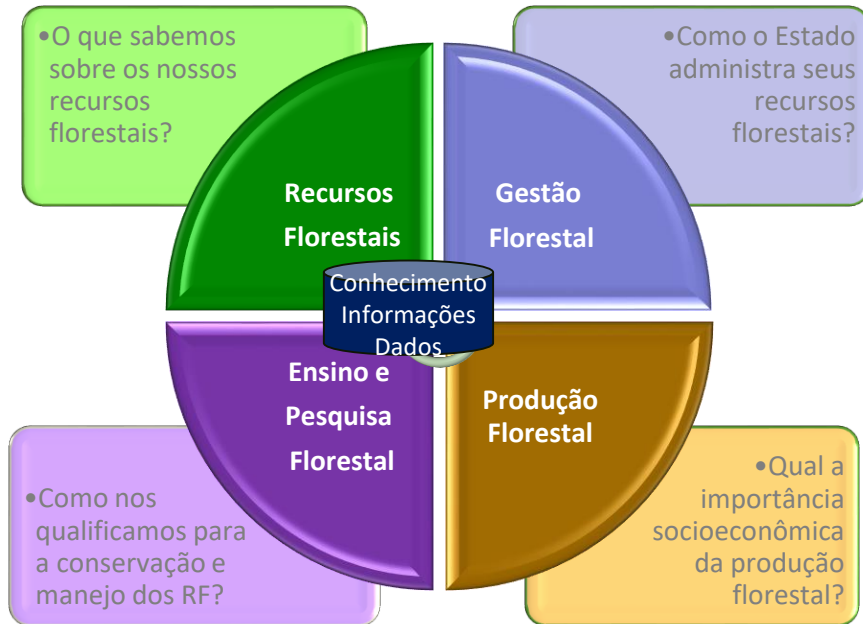 •O que sabemos
sobre os nossos
recursos
florestais?
•Como o Estado
administra seus
recursos
florestais?
Recursos
Florestais
Gestão
Florestal
Conhecimento
Informações
Dados
Ensino e
Pesquisa
Florestal
Produção
Florestal
•Como nos
qualificamos para
a conservação e
manejo dos RF?
•Qual a
importância
socioeconômica
da produção
florestal?